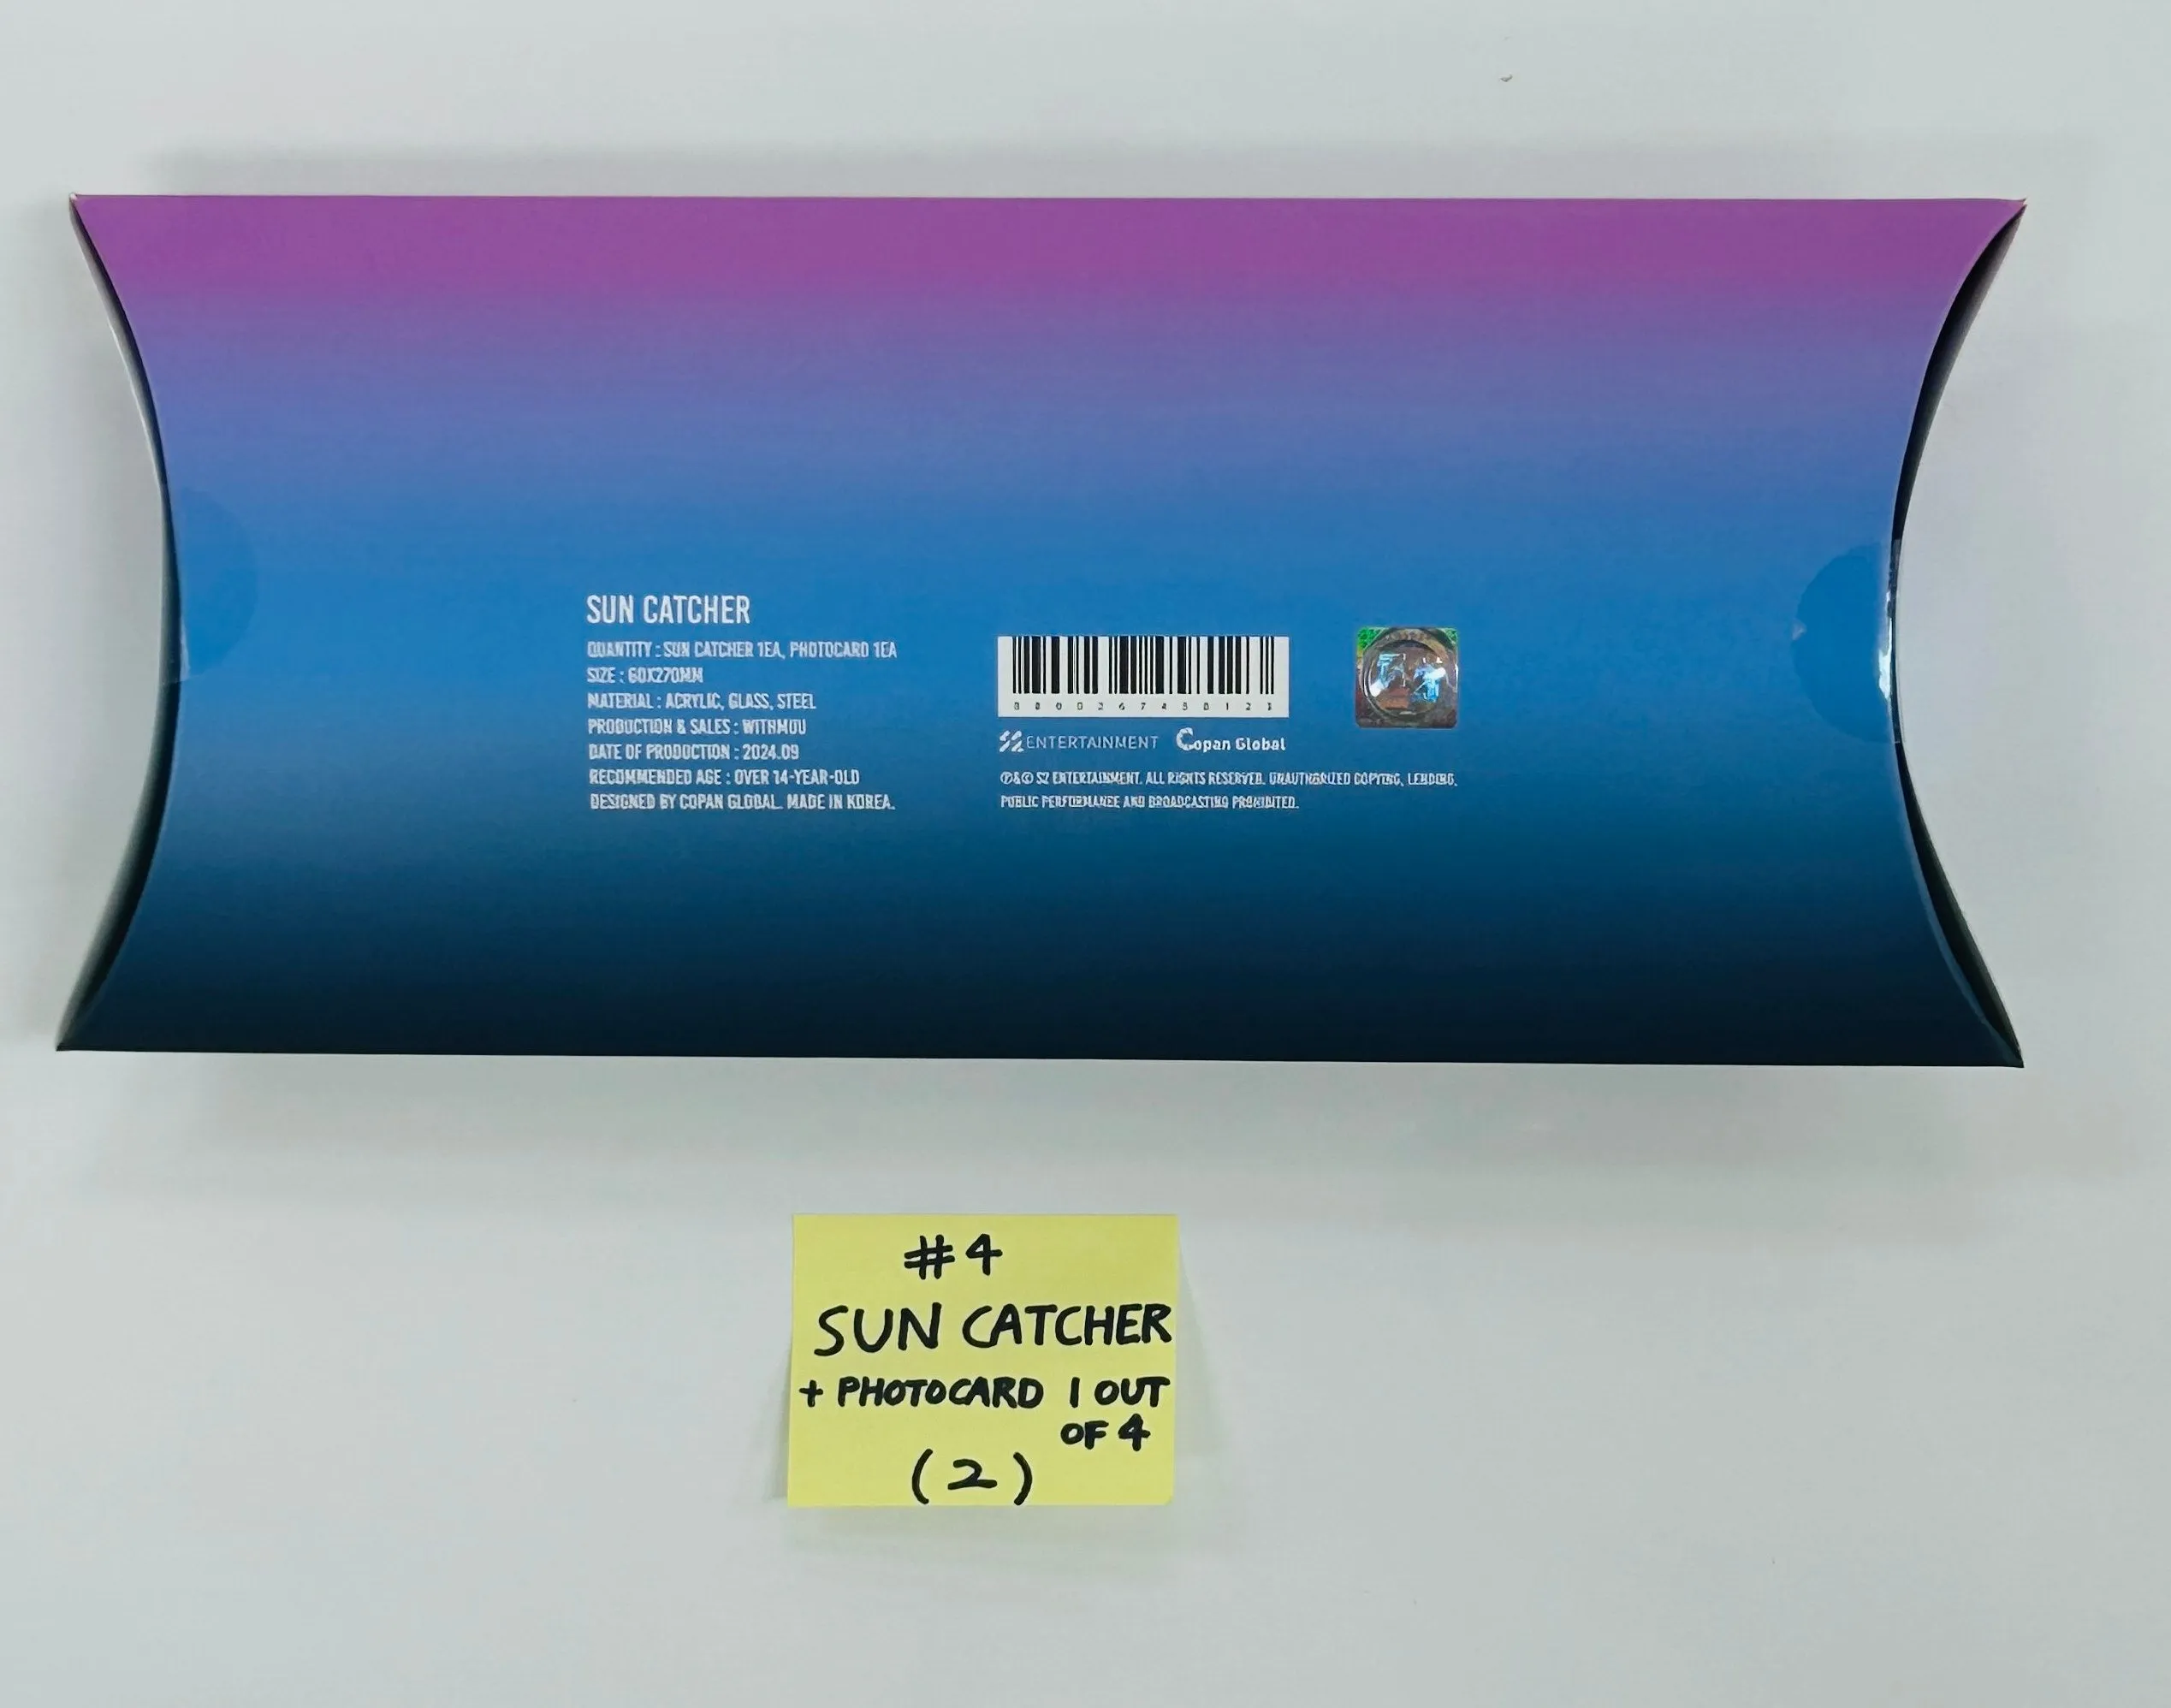 SUN CATCHER
QUANTITY : SUN CATCHER 1EA, PHOTOCARD 1EA
SIZE : 60X270MM
MATERIAL : ACRYLIC, GLASS, STEEL
PRODUCTION & SALES : WITHMUU
DATE OF PRODUCTION : 2024.09
RECOMMENDED AGE : OVER 14-YEAR-OLD
DESIGNED BY COPAN GLOBAL. MADE IN KOREA.
ENTERTAINMENT Copan Global
Ⓟ&© S2 ENTERTAINMENT. ALL RIGHTS RESERVED. UNAUTHORIZED COPYING, LENDING,
PUBLIC PERFORMANCE AND BROADCASTING PROHIBITED.
#4
SUN CATCHER
+ PHOTOCARD 1 OUT
OF 4
(2)